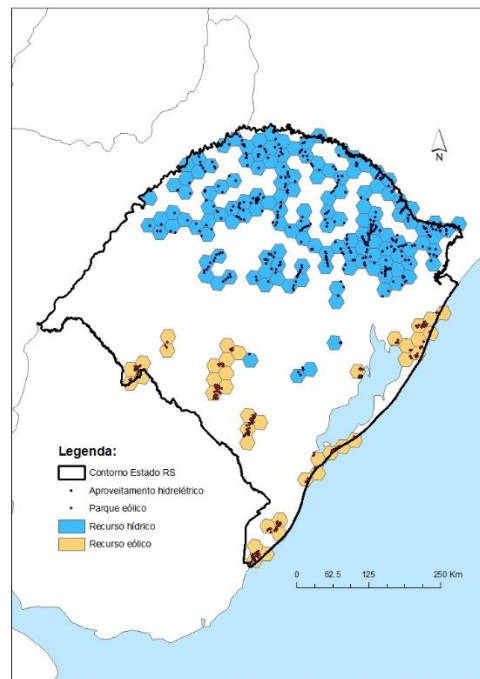 N
Legenda:
Contorno Estado RS
Aproveitamento hidrelétrico
Parque eólico
Recurso hídrico
Recurso eólico
0 62.5 125 250 Km